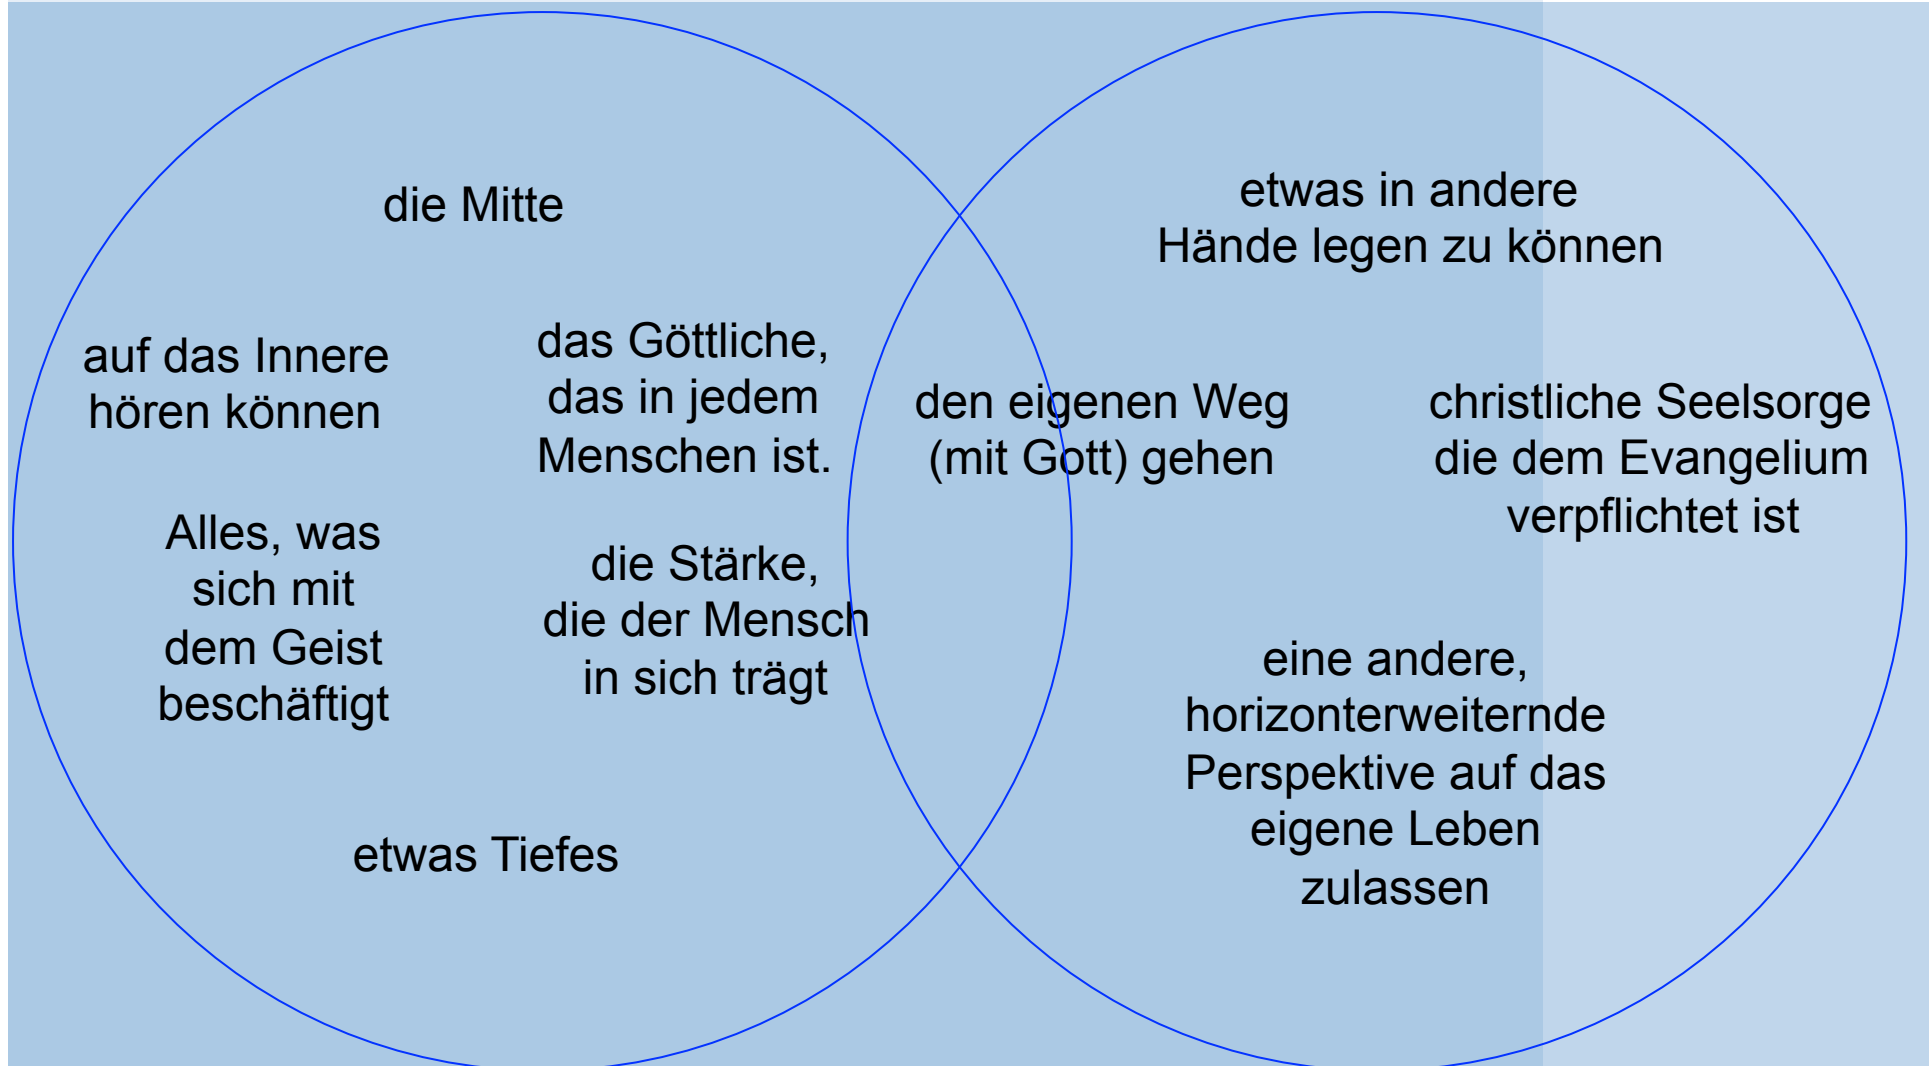 die Mitte
auf das Innere
hören können
das Göttliche,
das in jedem
Menschen ist.
Alles, was
sich mit
dem Geist
beschäftigt
die Stärke,
die der Mensch
in sich trägt
etwas Tiefes
den eigenen Weg
(mit Gott) gehen
etwas in andere
Hände legen zu können
christliche Seelsorge
die dem Evangelium
verpflichtet ist
eine andere,
horizonterweiternde
Perspektive auf das
eigene Leben
zulassen